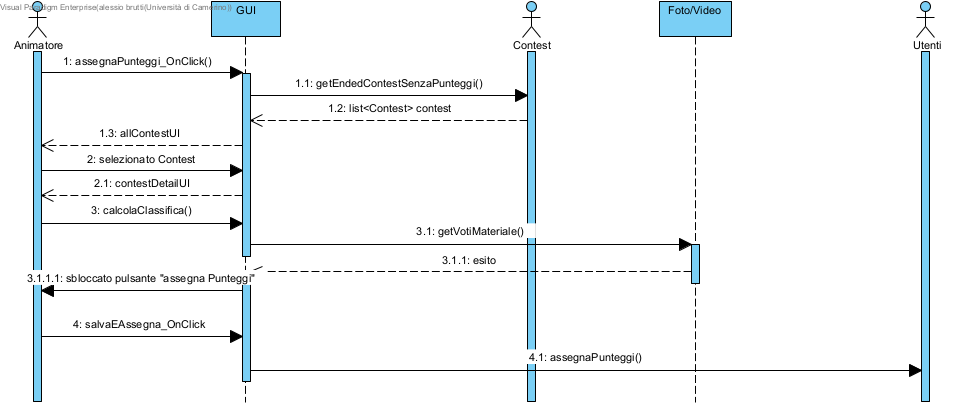 Visual Paradigm Enterprise(alessio brutti(Università di Camerino))
GUI
Foto/Video
Animatore
Contest
Utenti
1: assegnaPunteggi_OnClick()
1.1: getEndedContestSenzaPunteggi()
1.2: list<Contest> contest
1.3: allContestUI
2: selezionato Contest
2.1: contestDetailUI
3: calcolaClassifica()
3.1: getVotiMateriale()
3.1.1: esito
3.1.1.1: sbloccato pulsante "assegna Punteggi"
4: salvaEAssegna_OnClick
4.1: assegnaPunteggi()